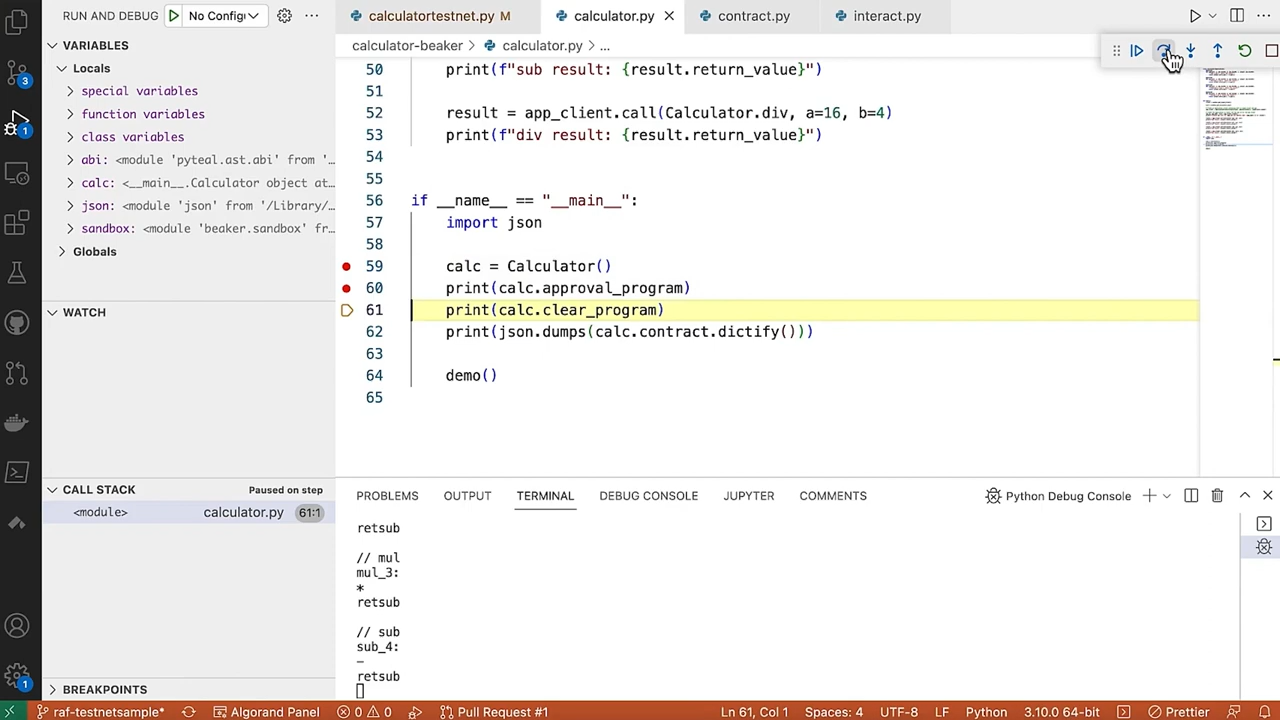 RUN AND DEBUG No Config
calculatortestnet.py M
calculator.py
contract.py
interact.py
VARIABLES
Locals
special variables
function variables
class variables
abi: <module 'pyteal.ast.abi' from '...
calc: <__main__.Calculator object at...
json: <module 'json' from '/Library/...
sandbox: <module 'beaker.sandbox' fr...
Globals
WATCH
CALL STACK Paused on step
<module> calculator.py 61:1
BREAKPOINTS
3
1
1
calculator-beaker > calculator.py > ...
50 print(f"sub result: {result.return_value}")
51
52 result = app_client.call(Calculator.div, a=16, b=4)
53 print(f"div result: {result.return_value}")
54
55
56 if __name__ == "__main__":
57 import json
58
59 calc = Calculator()
60 print(calc.approval_program)
61 print(calc.clear_program)
62 print(json.dumps(calc.contract.dictify()))
63
64 demo()
65
PROBLEMS OUTPUT TERMINAL DEBUG CONSOLE JUPYTER COMMENTS Python Debug Console
retsub
// mul
mul_3:
*
retsub
// sub
sub_4:
-
retsub
raf-testnetsample* Algorand Panel 0 0 Pull Request #1 Ln 61, Col 1 Spaces: 4 UTF-8 LF Python 3.10.0 64-bit Prettier